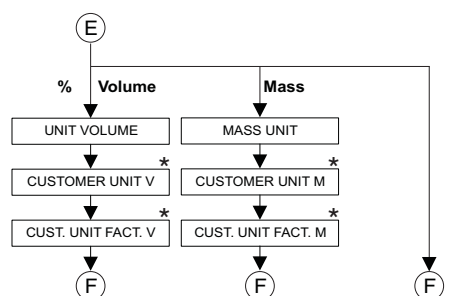 E
% Volume Mass
UNIT VOLUME MASS UNIT
*
*
CUSTOMER UNIT V CUSTOMER UNIT M
*
*
CUST. UNIT FACT. V CUST. UNIT FACT. M
F F F